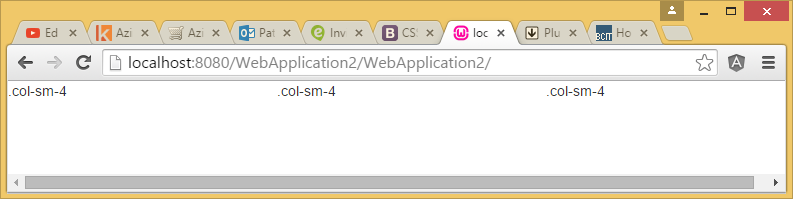 Ed Azi Azi Pat Inv CSS loc Plu Ho
localhost:8080/WebApplication2/WebApplication2/
.col-sm-4 .col-sm-4 .col-sm-4